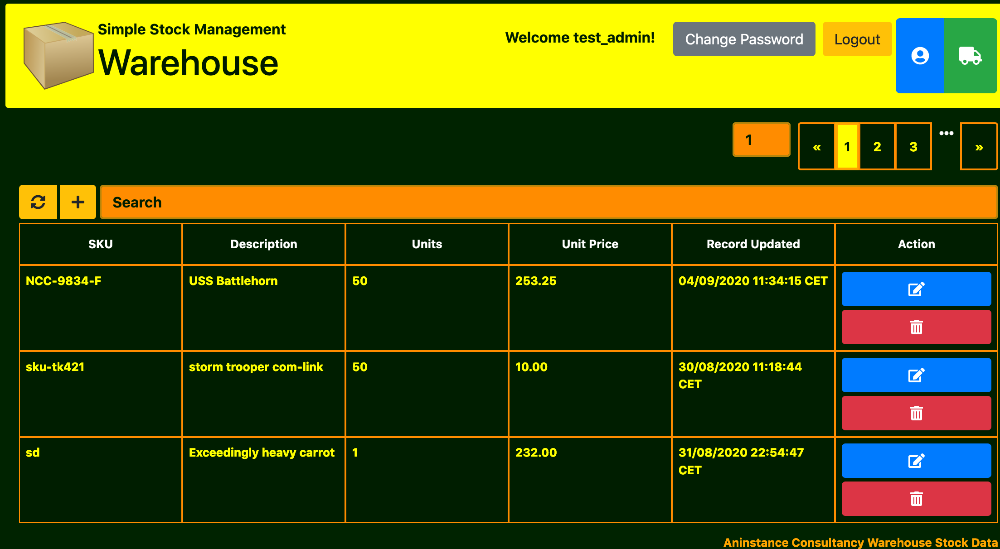 Simple Stock Management
Warehouse
Welcome test_admin!
Change Password
Logout
1
« 1 2 3 ... »
Search
SKU Description Units Unit Price Record Updated Action
NCC-9834-F USS Battlehorn 50 253.25 04/09/2020 11:34:15 CET
sku-tk421 storm trooper com-link 50 10.00 30/08/2020 11:18:44
CET
sd Exceedingly heavy carrot 1 232.00 31/08/2020 22:54:47
CET
Aninstance Consultancy Warehouse Stock Data